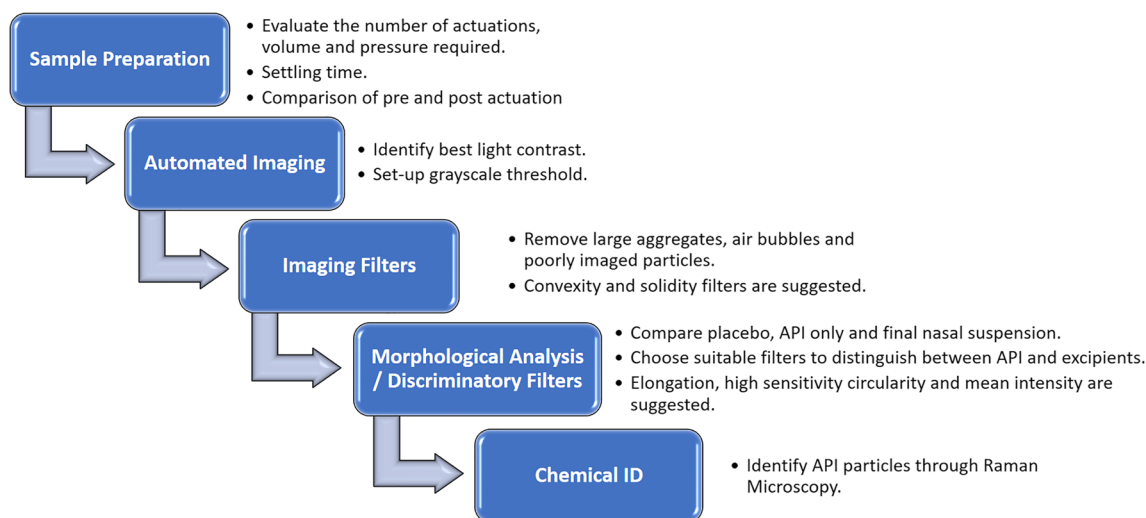 Sample Preparation
• Evaluate the number of actuations,
volume and pressure required.
• Settling time.
• Comparison of pre and post actuation
Automated Imaging
• Identify best light contrast.
• Set-up grayscale threshold.
Imaging Filters
• Remove large aggregates, air bubbles and
poorly imaged particles.
• Convexity and solidity filters are suggested.
Morphological Analysis
/ Discriminatory Filters
• Compare placebo, API only and final nasal suspension.
• Choose suitable filters to distinguish between API and excipients.
• Elongation, high sensitivity circularity and mean intensity are
suggested.
Chemical ID
• Identify API particles through Raman
Microscopy.